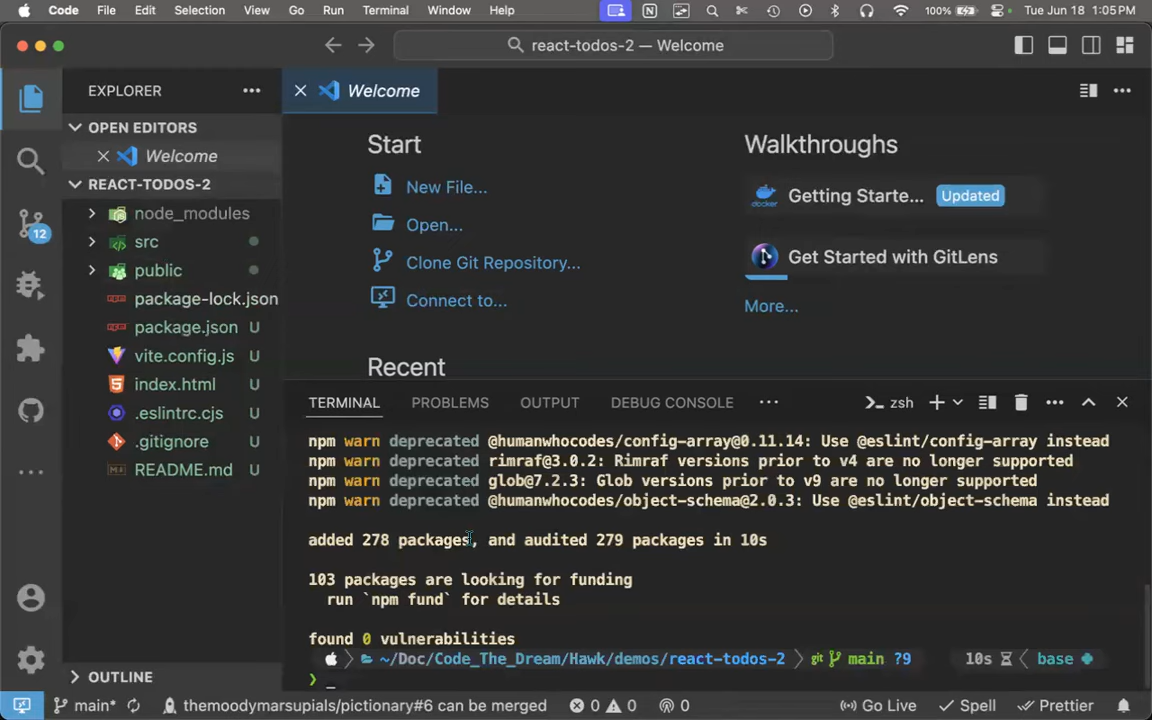 Code File Edit Selection View Go Run Terminal Window Help 100% Tue Jun 18 1:05 PM
react-todos-2 — Welcome
EXPLORER
Welcome
OPEN EDITORS
Welcome
REACT-TODOS-2
node_modules
src
public
package-lock.json
package.json U
vite.config.js U
index.html U
.eslintrc.cjs U
.gitignore U
README.md U
OUTLINE
12
Start
New File...
Open...
Clone Git Repository...
Connect to...
Recent
Walkthroughs
Getting Starte... Updated
Get Started with GitLens
More...
TERMINAL PROBLEMS OUTPUT DEBUG CONSOLE zsh
npm warn deprecated @humanwhocodes/config-array@0.11.14: Use @eslint/config-array instead
npm warn deprecated rimraf@3.0.2: Rimraf versions prior to v4 are no longer supported
npm warn deprecated glob@7.2.3: Glob versions prior to v9 are no longer supported
npm warn deprecated @humanwhocodes/object-schema@2.0.3: Use @eslint/object-schema instead
added 278 packages, and audited 279 packages in 10s
103 packages are looking for funding
run `npm fund` for details
found 0 vulnerabilities
~/Doc/Code_The_Dream/Hawk/demos/react-todos-2 git main ?9 10s base
❯
main* themoodymarsupials/pictionary#6 can be merged 0 0 0 Go Live Spell Prettier